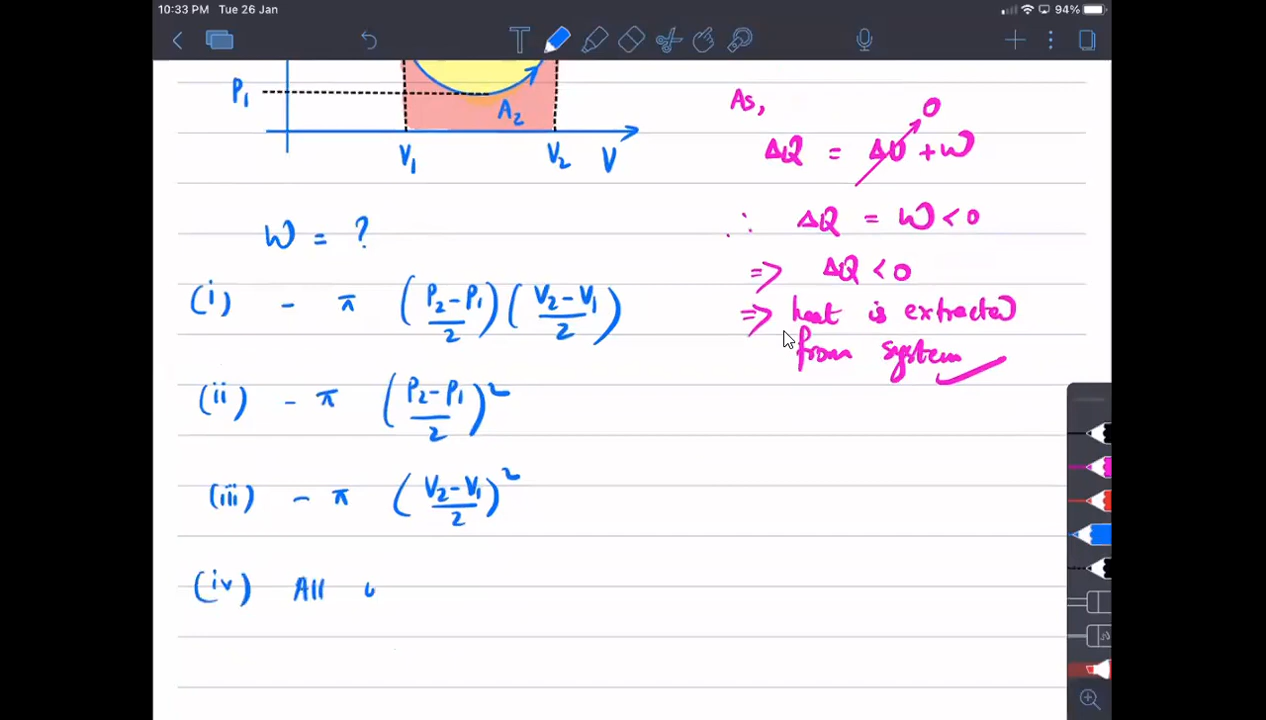 10:33 PM Tue 26 Jan
94%
T
P₁
A₂
V₁
V₂
V
W = ?
(i) - π (P₂-P₁/2)(V₂-V₁/2)
(ii) - π (P₂-P₁/2)²
(iii) - π (V₂-V₁/2)²
(iv) All
As,
0
ΔQ = ΔU + W
∴ ΔQ = W < 0
=> ΔQ < 0
=> heat is extracted
from system